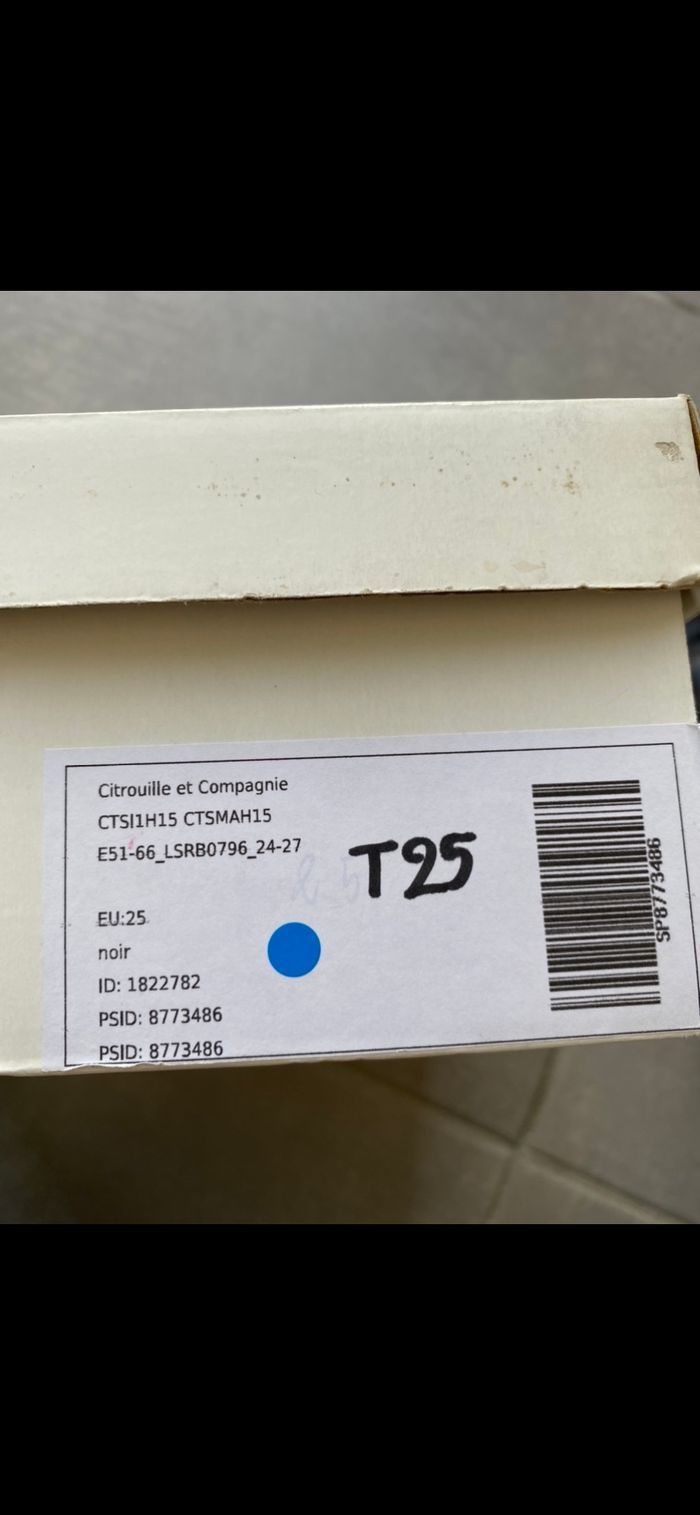 Citrouille et Compagnie
CTSI1H15 CTSMAH15
E51-66_LSRB0796_24-27
T25
25
EU:25
noir
ID: 1822782
PSID: 8773486
PSID: 8773486
SP8773486